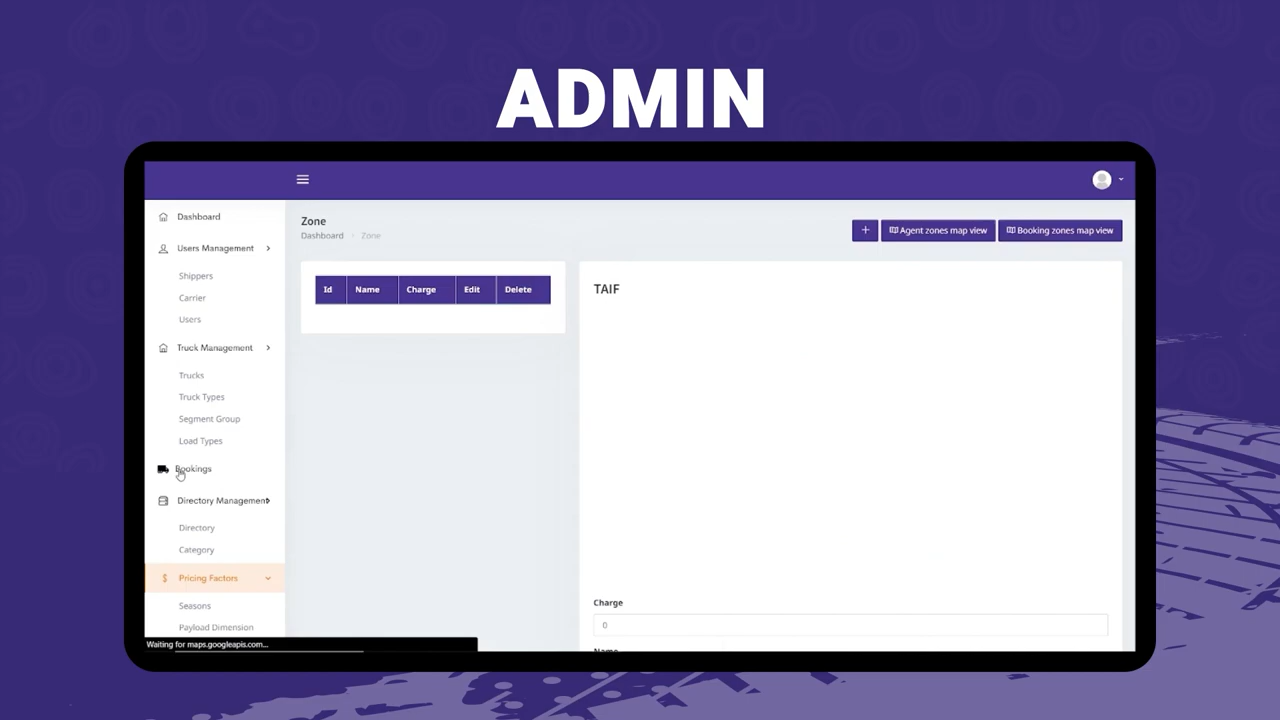 ADMIN
Dashboard
Users Management
Shippers
Carrier
Users
Truck Management
Trucks
Truck Types
Segment Group
Load Types
Bookings
Directory Management
Directory
Category
$ Pricing Factors
Seasons
Payload Dimension
Waiting for maps.googleapis.com...
Zone
Dashboard Zone
+ Agent zones map view Booking zones map view
Id Name Charge Edit Delete
TAIF
Charge
0
Name